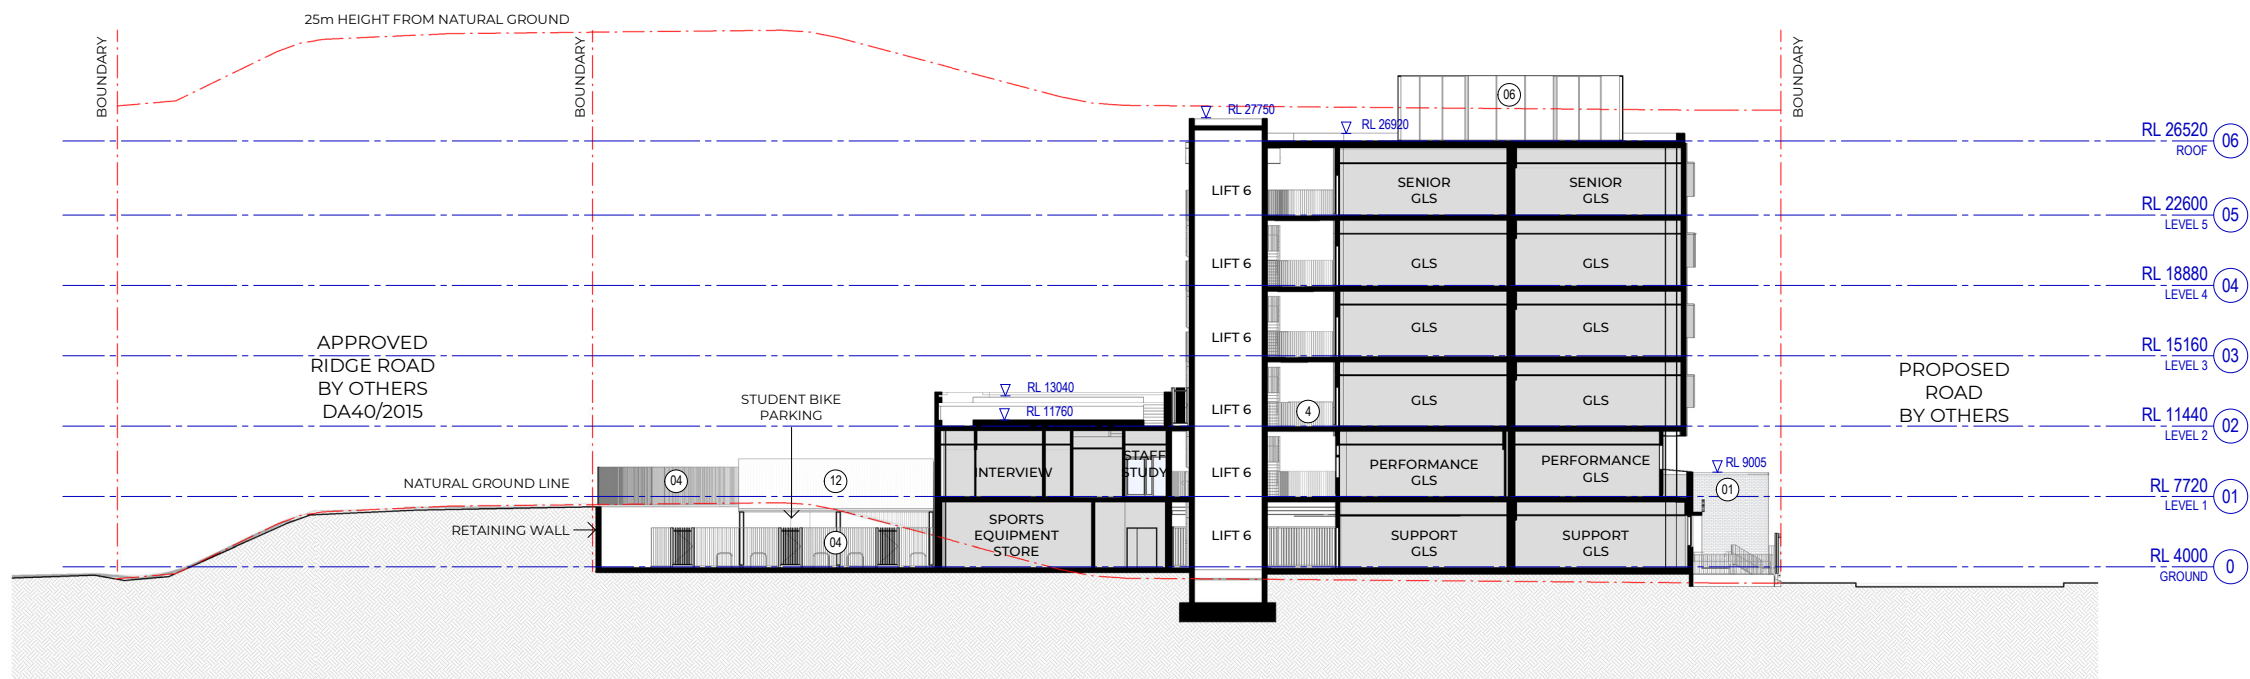 25m HEIGHT FROM NATURAL GROUND
BOUNDARY
BOUNDARY
BOUNDARY
06
RL 27750
RL 26920
RL 26520
ROOF
06
LIFT 6
SENIOR
GLS
SENIOR
GLS
RL 22600
LEVEL 5
05
LIFT 6
GLS
GLS
RL 18880
LEVEL 4
04
LIFT 6
GLS
GLS
RL 15160
LEVEL 3
03
APPROVED
RIDGE ROAD
BY OTHERS
DA40/2015
PROPOSED
ROAD
BY OTHERS
STUDENT BIKE
PARKING
RL 13040
RL 11760
LIFT 6
4
GLS
GLS
RL 11440
LEVEL 2
02
NATURAL GROUND LINE
04
12
INTERVIEW
STAFF
STUDY
LIFT 6
PERFORMANCE
GLS
PERFORMANCE
GLS
RL 9005
01
RL 7720
LEVEL 1
01
RETAINING WALL
04
SPORTS
EQUIPMENT
STORE
LIFT 6
SUPPORT
GLS
SUPPORT
GLS
RL 4000
GROUND
0